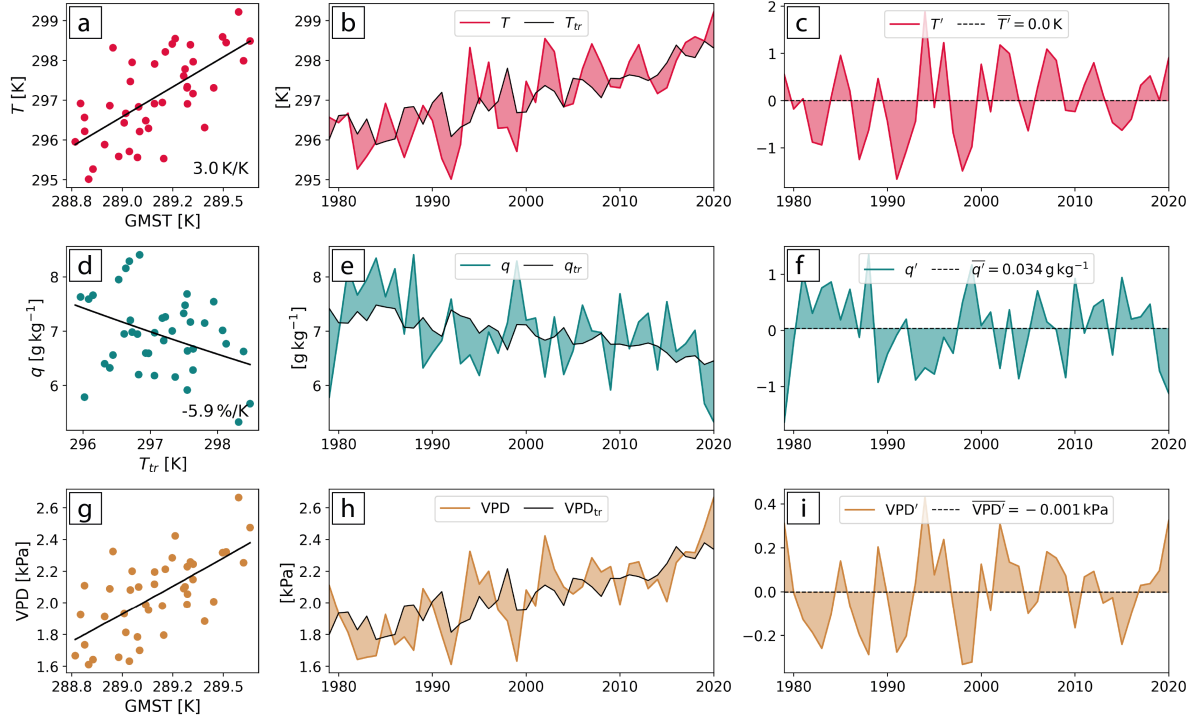 a
299
298
297
296
295
T [K]
3.0 K/K
288.8
289.0
289.2
289.5
GMST [K]
b
T
T_tr
299
298
297
296
295
[K]
1980
1990
2000
2010
2020
c
T′
T′ = 0.0 K
2
1
0
−1
1980
1990
2000
2010
2020
d
8
7
6
q [g kg⁻¹]
-5.9 %/K
296
297
298
T_tr [K]
e
q
q_tr
8
7
6
[g kg⁻¹]
1980
1990
2000
2010
2020
f
q′
q′ = 0.034 g kg⁻¹
1
0
−1
1980
1990
2000
2010
2020
g
2.6
2.4
2.2
2.0
1.8
1.6
VPD [kPa]
288.8
289.0
289.2
289.5
GMST [K]
h
VPD
VPD_tr
2.6
2.4
2.2
2.0
1.8
1.6
[kPa]
1980
1990
2000
2010
2020
i
VPD′
VPD′ = − 0.001 kPa
0.4
0.2
0.0
−0.2
1980
1990
2000
2010
2020